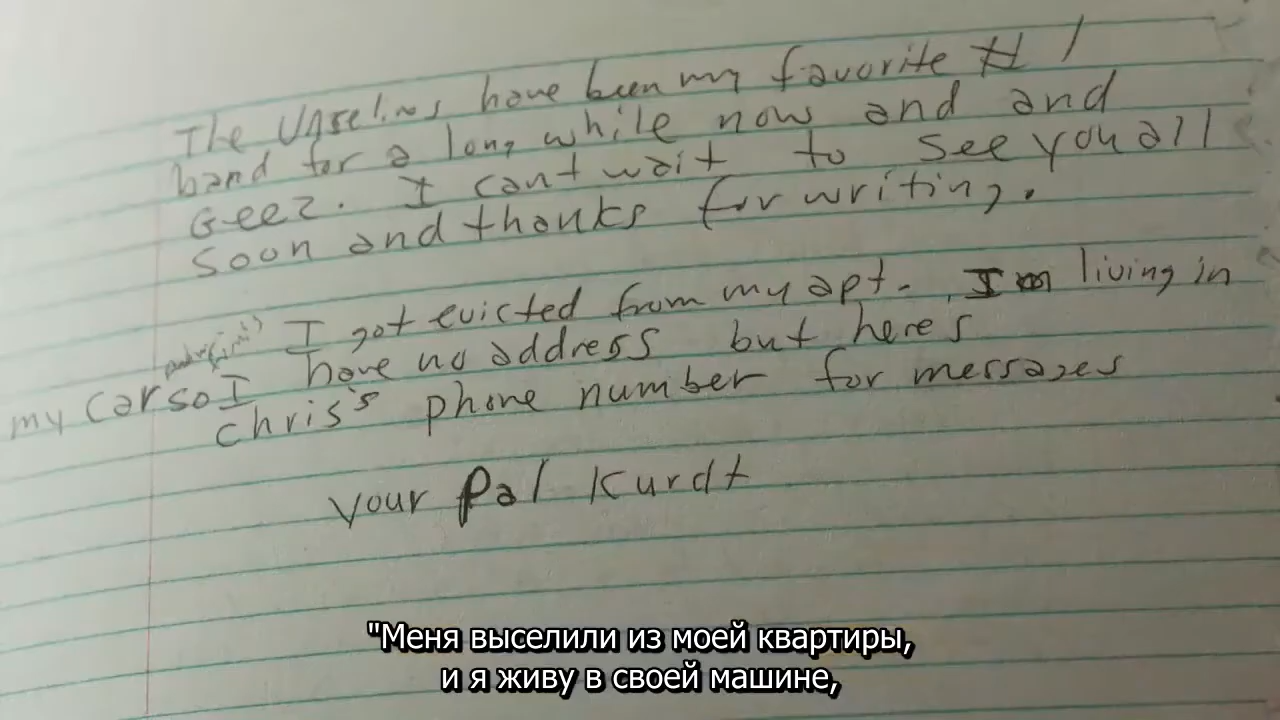 The Vaselines have been my favorite # 1
band for a long while now and and
Geez. I cant wait to see you all
Soon and thanks for writing.
I got evicted from my apt. Im living in
my car so I have no address but here's
Chris's phone number for messages
your Pal Kurdt
"Меня выселили из моей квартиры,
и я живу в своей машине,